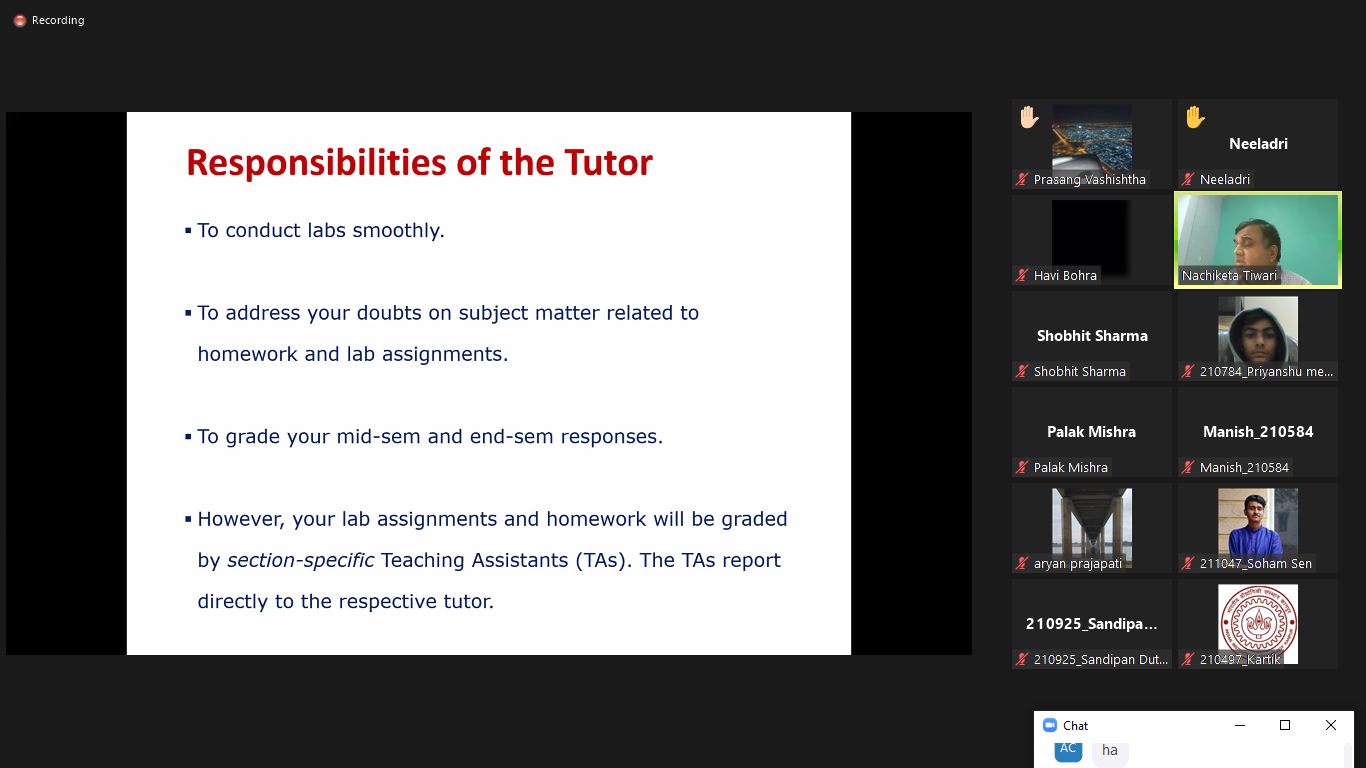 Recording
Responsibilities of the Tutor
▪ To conduct labs smoothly.
▪ To address your doubts on subject matter related to
homework and lab assignments.
▪ To grade your mid-sem and end-sem responses.
▪ However, your lab assignments and homework will be graded
by section-specific Teaching Assistants (TAs). The TAs report
directly to the respective tutor.
Prasang Vashishtha
Neeladri
Neeladri
Havi Bohra
Nachiketa Tiwari
Shobhit Sharma
Shobhit Sharma
210784_Priyanshu me...
Palak Mishra
Palak Mishra
Manish_210584
Manish_210584
aryan prajapati
211047_Soham Sen
210925_Sandipa...
210925_Sandipan Dut...
210497_Kartik
Chat
AC
ha